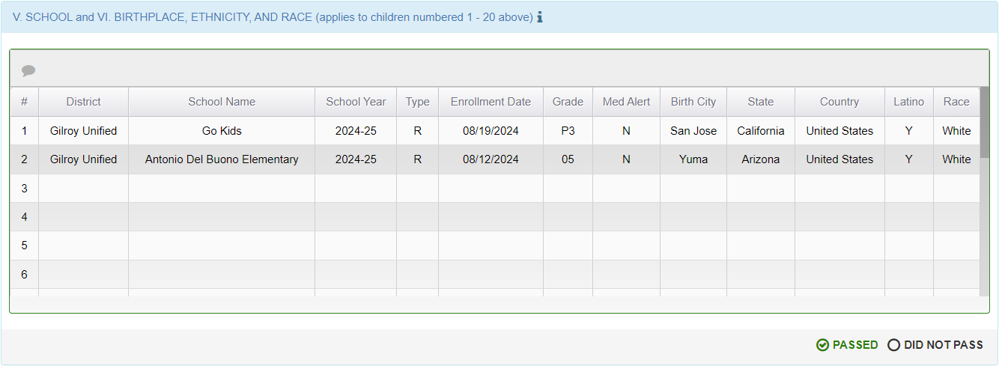 V. SCHOOL and VI. BIRTHPLACE, ETHNICITY, AND RACE (applies to children numbered 1 - 20 above)
# District School Name School Year Type Enrollment Date Grade Med Alert Birth City State Country Latino Race
1 Gilroy Unified Go Kids 2024-25 R 08/19/2024 P3 N San Jose California United States Y White
2 Gilroy Unified Antonio Del Buono Elementary 2024-25 R 08/12/2024 05 N Yuma Arizona United States Y White
3
4
5
6
PASSED DID NOT PASS